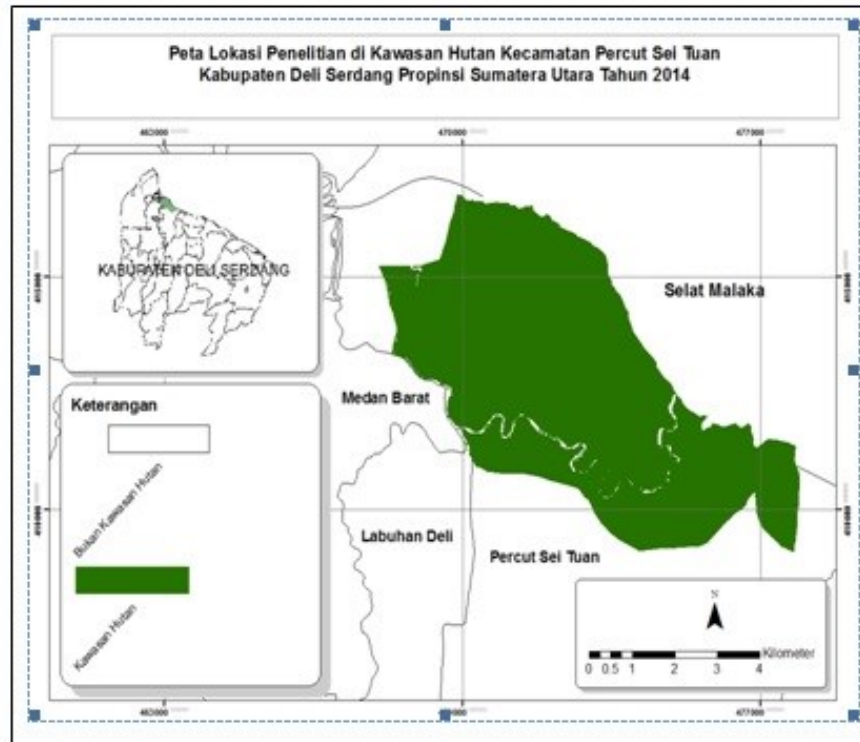 Peta Lokasi Penelitian di Kawasan Hutan Kecamatan Percut Sei Tuan
Kabupaten Deli Serdang Propinsi Sumatera Utara Tahun 2014
KABUPATEN DELI SERDANG
Selat Malaka
Medan Barat
Keterangan
Bukan Kawasan Hutan
Labuhan Deli
Percut Sei Tuan
Kawasan Hutan
N
Kilometer
0 0.5 1 2 3 4